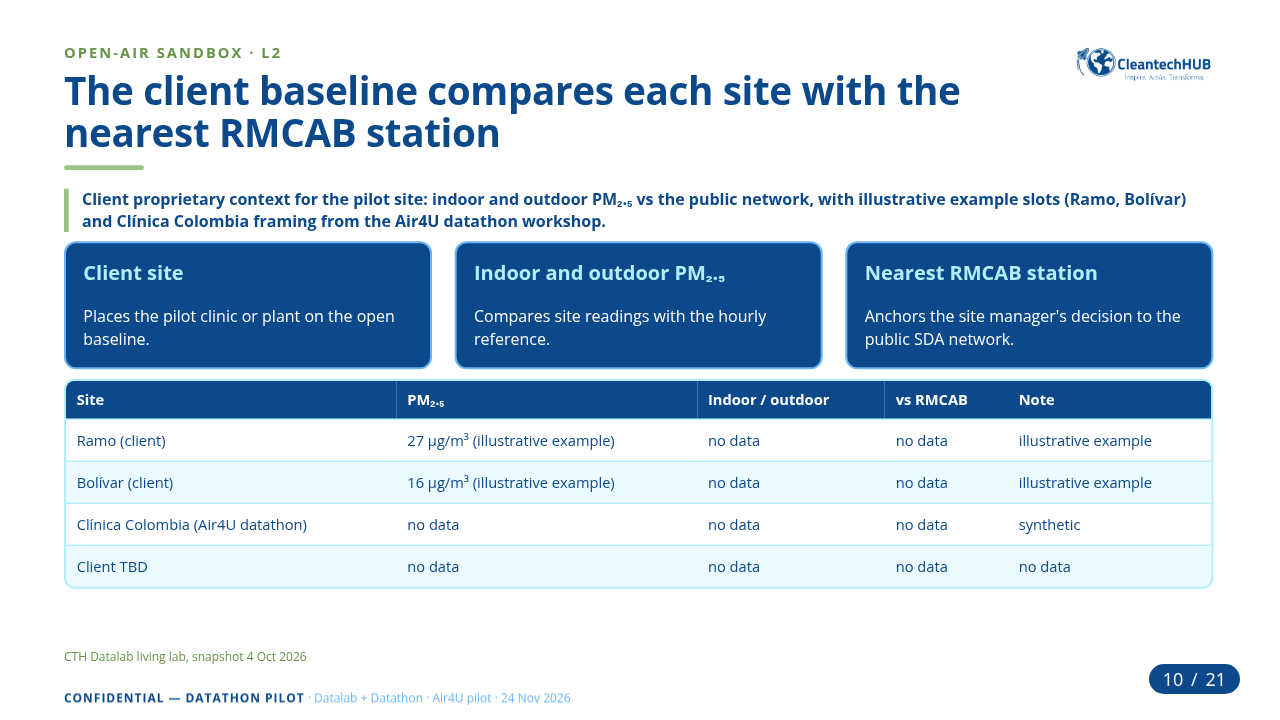 OPEN-AIR SANDBOX · L2
CleantechHUB
Inspira. Actúa. Transforma.
The client baseline compares each site with the
nearest RMCAB station
Client proprietary context for the pilot site: indoor and outdoor PM₂.₅ vs the public network, with illustrative example slots (Ramo, Bolívar)
and Clínica Colombia framing from the Air4U datathon workshop.
Client site
Places the pilot clinic or plant on the open
baseline.
Indoor and outdoor PM₂.₅
Compares site readings with the hourly
reference.
Nearest RMCAB station
Anchors the site manager's decision to the
public SDA network.
Site PM₂.₅ Indoor / outdoor vs RMCAB Note
Ramo (client) 27 µg/m³ (illustrative example) no data no data illustrative example
Bolívar (client) 16 µg/m³ (illustrative example) no data no data illustrative example
Clínica Colombia (Air4U datathon) no data no data no data synthetic
Client TBD no data no data no data no data
CTH Datalab living lab, snapshot 4 Oct 2026
CONFIDENTIAL — DATATHON PILOT · Datalab + Datathon · Air4U pilot · 24 Nov 2026
10 / 21